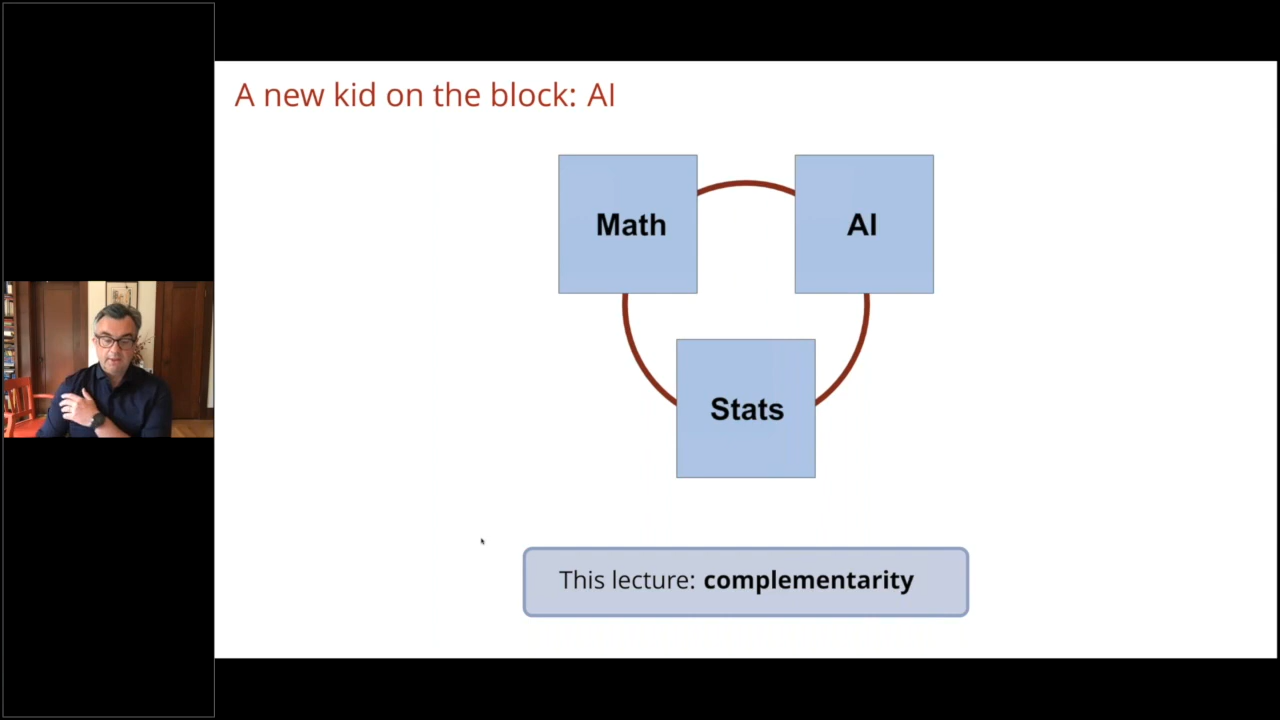 A new kid on the block: AI
Math
AI
Stats
This lecture: complementarity